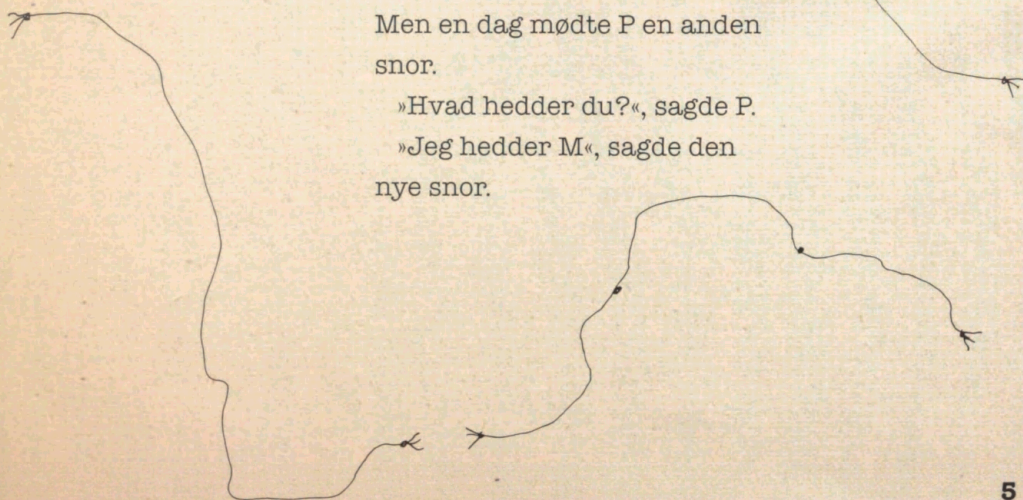 Men en dag mødte P en anden
snor.
»Hvad hedder du?«, sagde P.
»Jeg hedder M«, sagde den
nye snor.
5